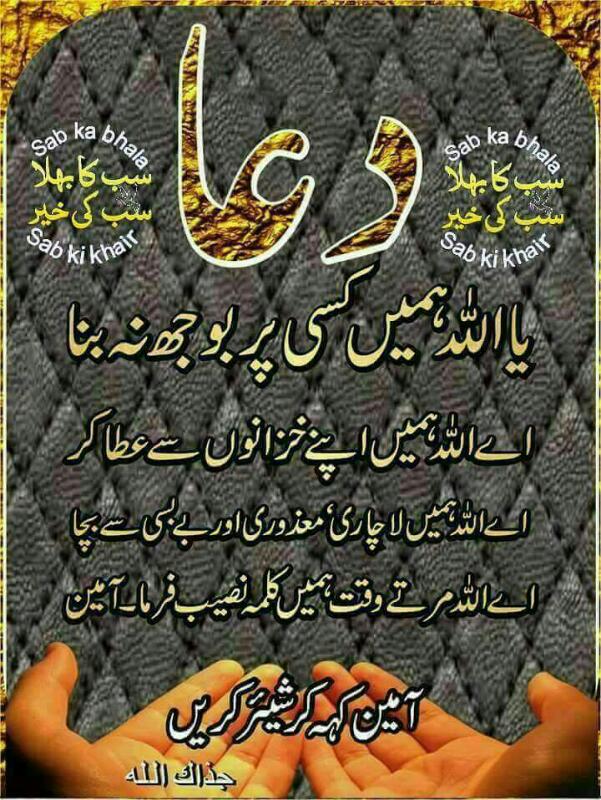 دعا
Sab ka bhala
سب کا بھلا
سب کی خیر
Sab ki khair
Sab ka bhala
سب کا بھلا
سب کی خیر
Sab ki khair
یا اللہ ہمیں کسی پر بوجھ نہ بنا
اے اللہ ہمیں اپنے خزانوں سے عطا کر
اے اللہ ہمیں لاچاری، معذوری اور بے بسی سے بچا
اے اللہ مرتے وقت ہمیں کلمہ نصیب فرما۔ آمین
آمین کہہ کر شیئر کریں
جذاك الله